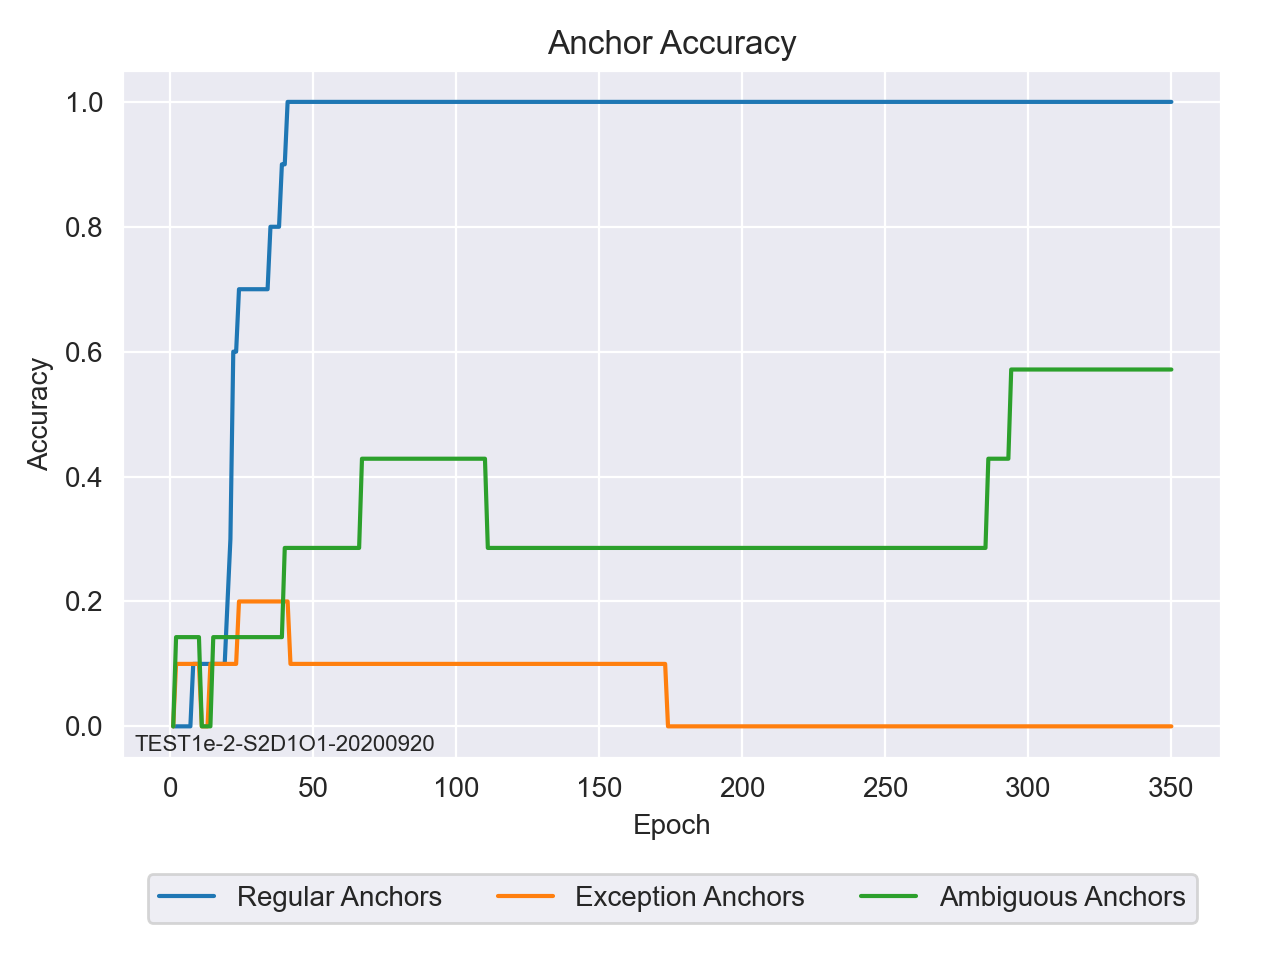 Anchor Accuracy
1.0
0.8
0.6
0.4
0.2
0.0
Accuracy
TEST1e-2-S2D1O1-20200920
0 50 100 150 200 250 300 350
Epoch
Regular Anchors Exception Anchors Ambiguous Anchors